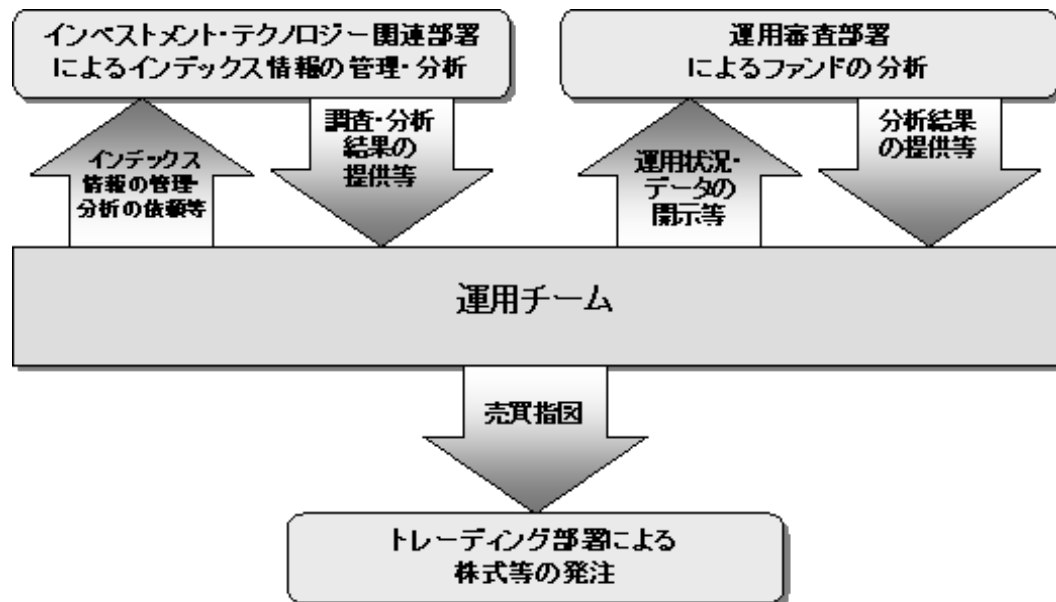 インベストメント・テクノロジー関連部署
によるインデックス情報の管理・分析
運用審査部署
によるファンドの分析
インデックス
情報の管理・
分析の依頼等
調査・分析
結果の
提供等
運用状況・
データの
開示等
分析結果
の提供等
運用チーム
売買指図
トレーディング部署による
株式等の発注